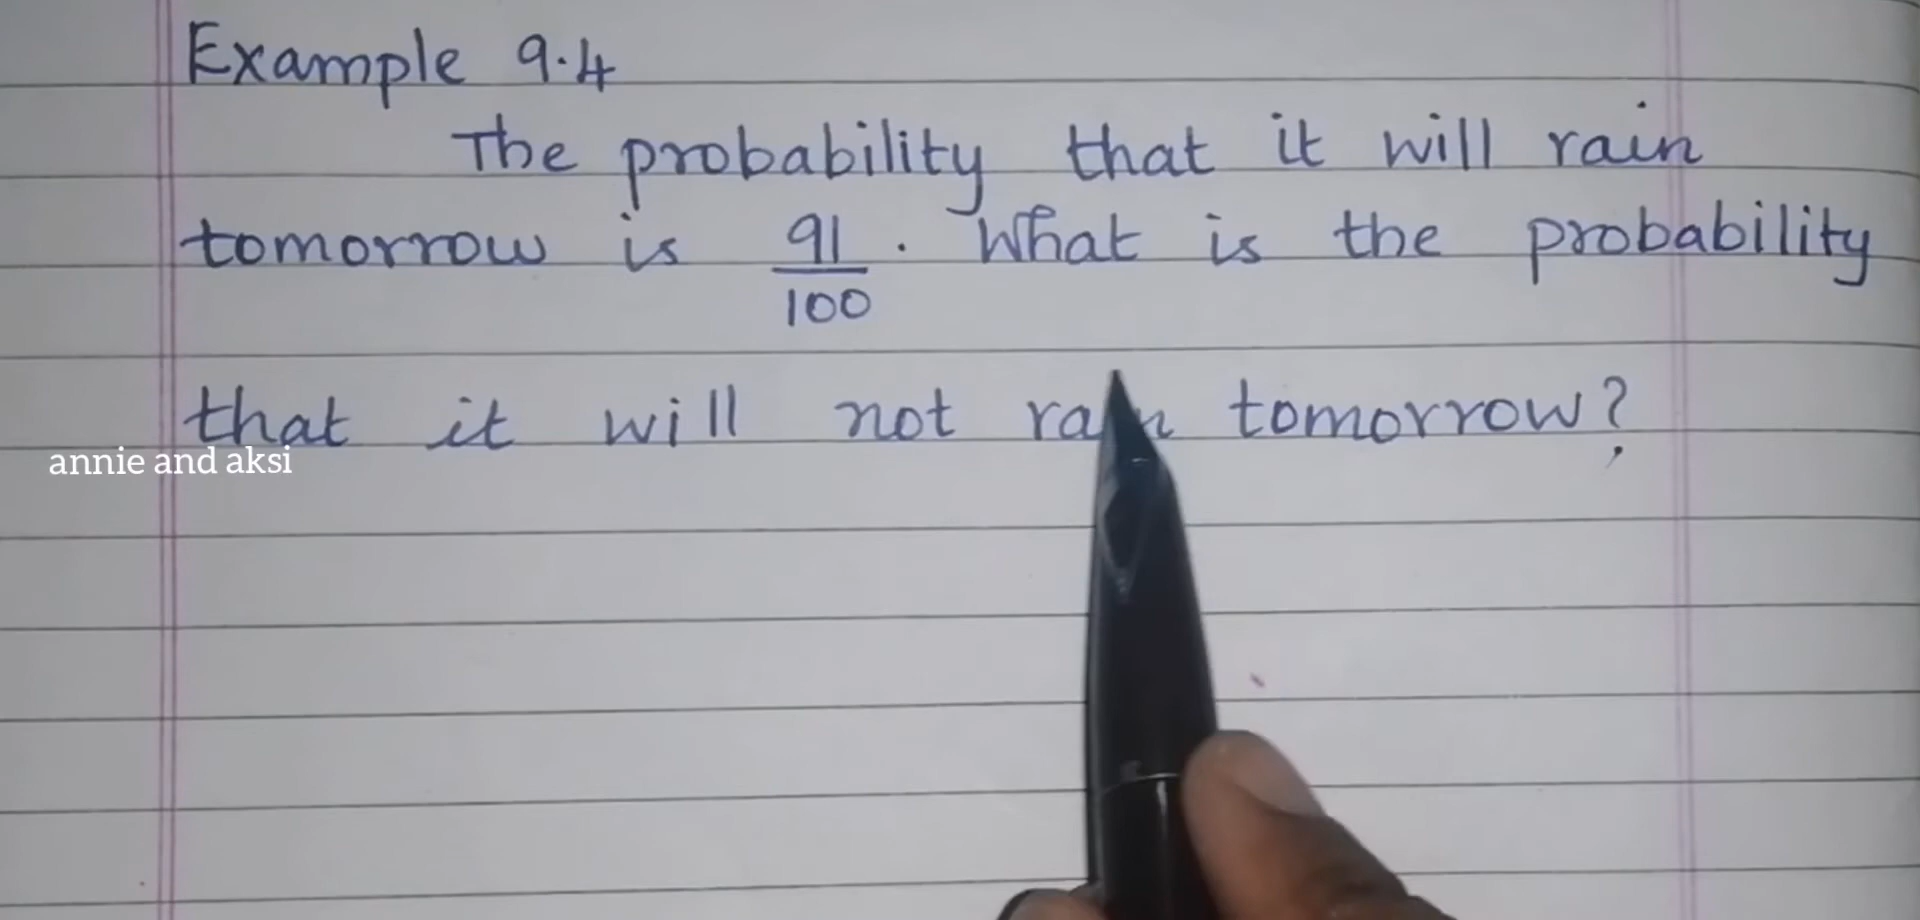 Example 9.4
The probability that it will rain
tomorrow is 91/100. What is the probability
that it will not rain tomorrow?
annie and aksi